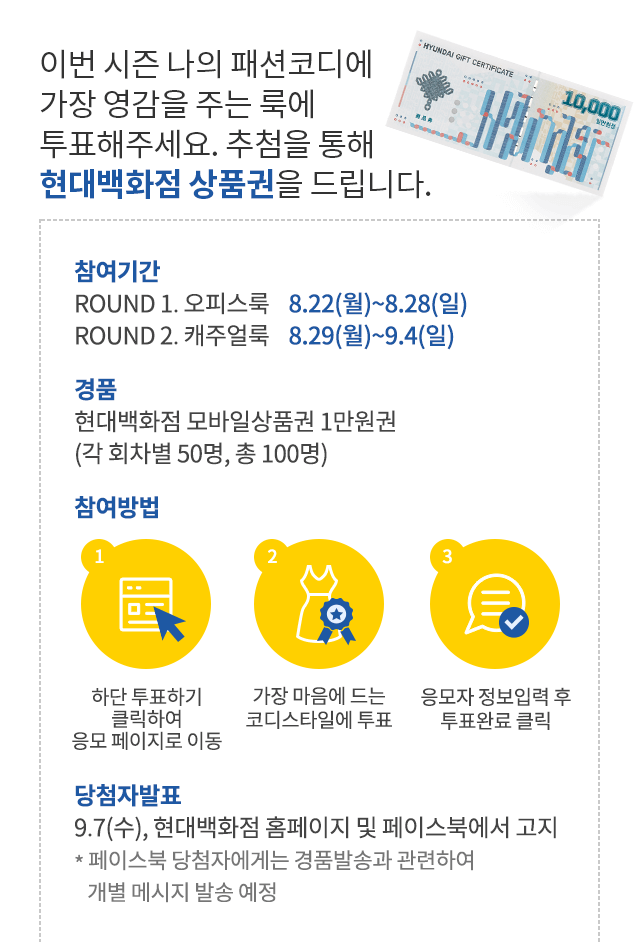 이번 시즌 나의 패션코디에
가장 영감을 주는 룩에
투표해주세요. 추첨을 통해
현대백화점 상품권을 드립니다.
HYUNDAI GIFT CERTIFICATE
10,000
일만원권
상품권
참여기간
ROUND 1. 오피스룩 8.22(월)~8.28(일)
ROUND 2. 캐주얼룩 8.29(월)~9.4(일)
경품
현대백화점 모바일상품권 1만원권
(각 회차별 50명, 총 100명)
참여방법
1
하단 투표하기
클릭하여
응모 페이지로 이동
2
가장 마음에 드는
코디스타일에 투표
3
응모자 정보입력 후
투표완료 클릭
당첨자발표
9.7(수), 현대백화점 홈페이지 및 페이스북에서 고지
* 페이스북 당첨자에게는 경품발송과 관련하여
개별 메시지 발송 예정